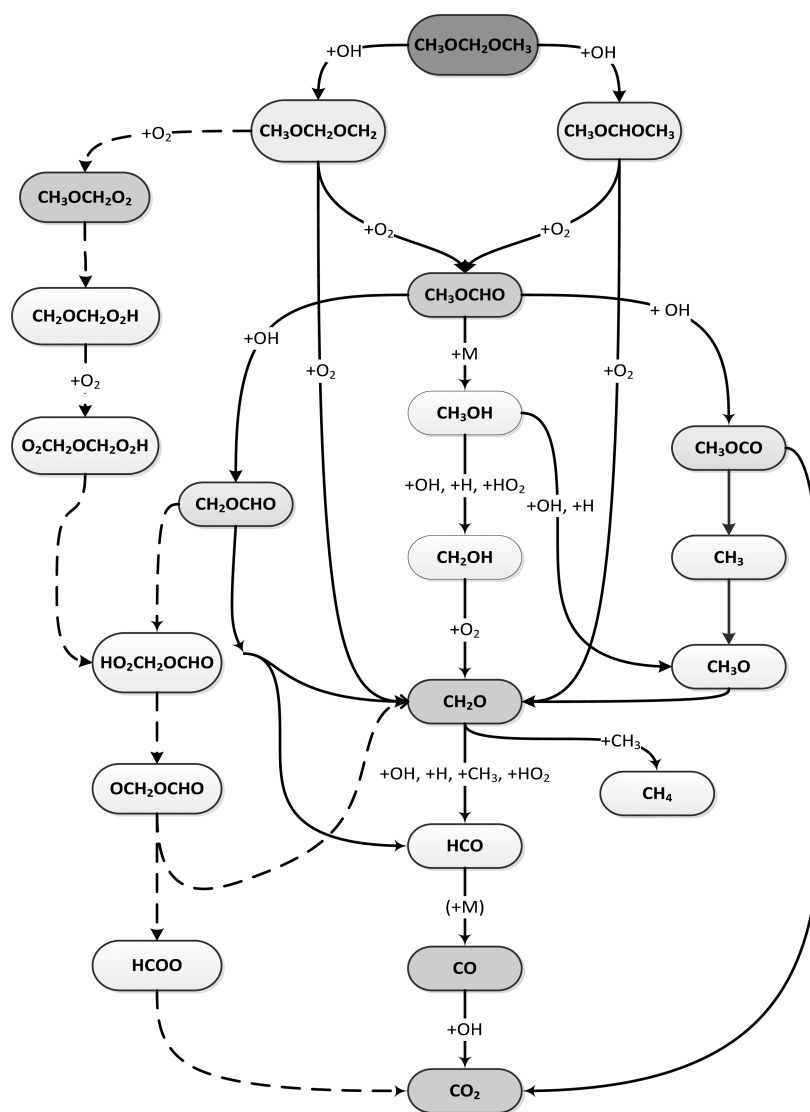 CH₃OCH₂OCH₃
+OH
+OH
CH₃OCH₂OCH₂
CH₃OCHOCH₃
+O₂
CH₃OCH₂O₂
+O₂
+O₂
CH₂OCH₂O₂H
CH₃OCHO
+ OH
+OH
+M
+O₂
+O₂
+O₂
CH₃OH
O₂CH₂OCH₂O₂H
CH₃OCO
+OH, +H, +HO₂
+OH, +H
CH₂OCHO
CH₂OH
CH₃
+O₂
HO₂CH₂OCHO
CH₃O
CH₂O
+CH₃
+OH, +H, +CH₃, +HO₂
OCH₂OCHO
CH₄
HCO
(+M)
HCOO
CO
+OH
CO₂